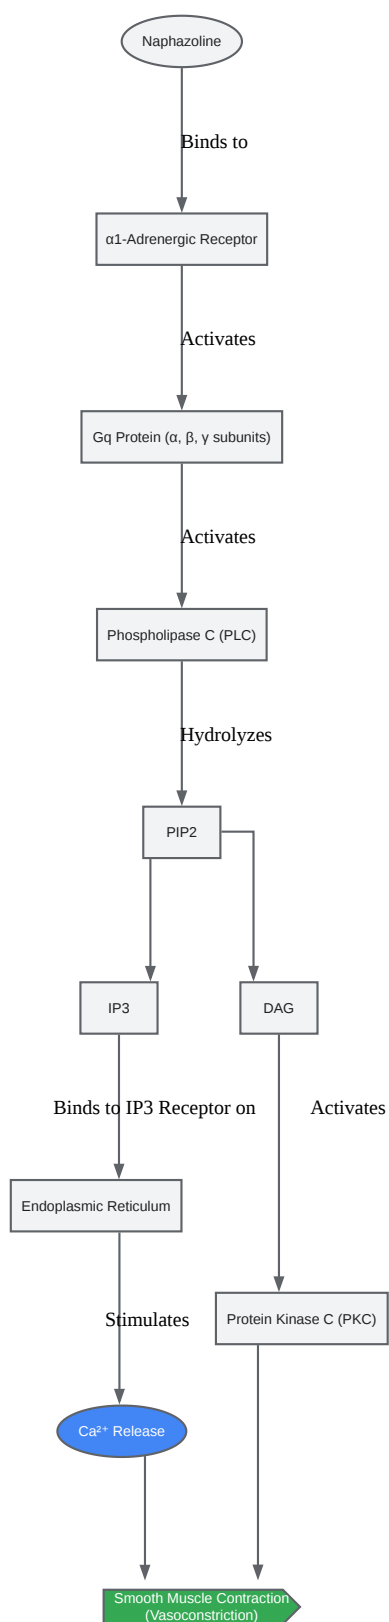 Naphazoline
Binds to
α1-Adrenergic Receptor
Activates
Gq Protein (α, β, γ subunits)
Activates
Phospholipase C (PLC)
Hydrolyzes
PIP2
IP3
DAG
Binds to IP3 Receptor on
Activates
Endoplasmic Reticulum
Stimulates
Protein Kinase C (PKC)
Ca²⁺ Release
Smooth Muscle Contraction
(Vasoconstriction)